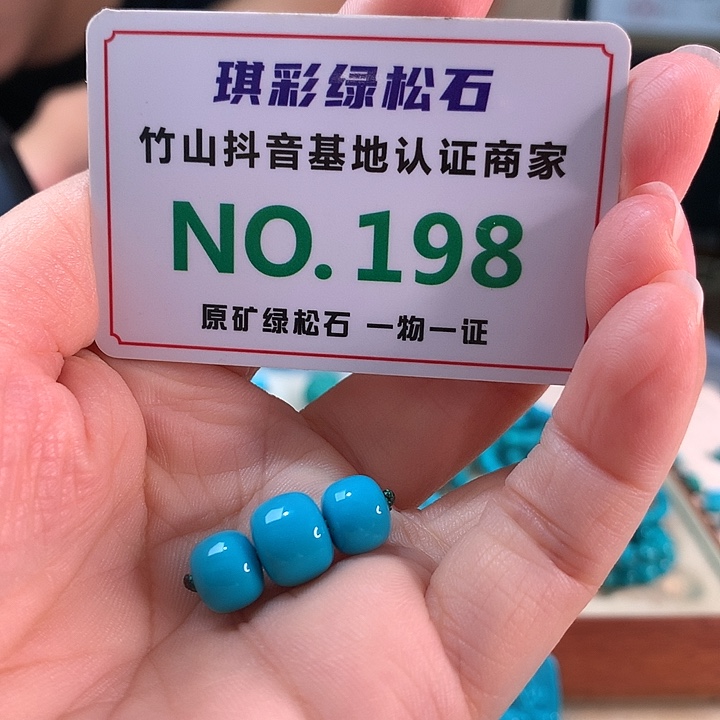 琪彩绿松石
竹山抖音基地认证商家
NO.198
原矿绿松石 一物一证